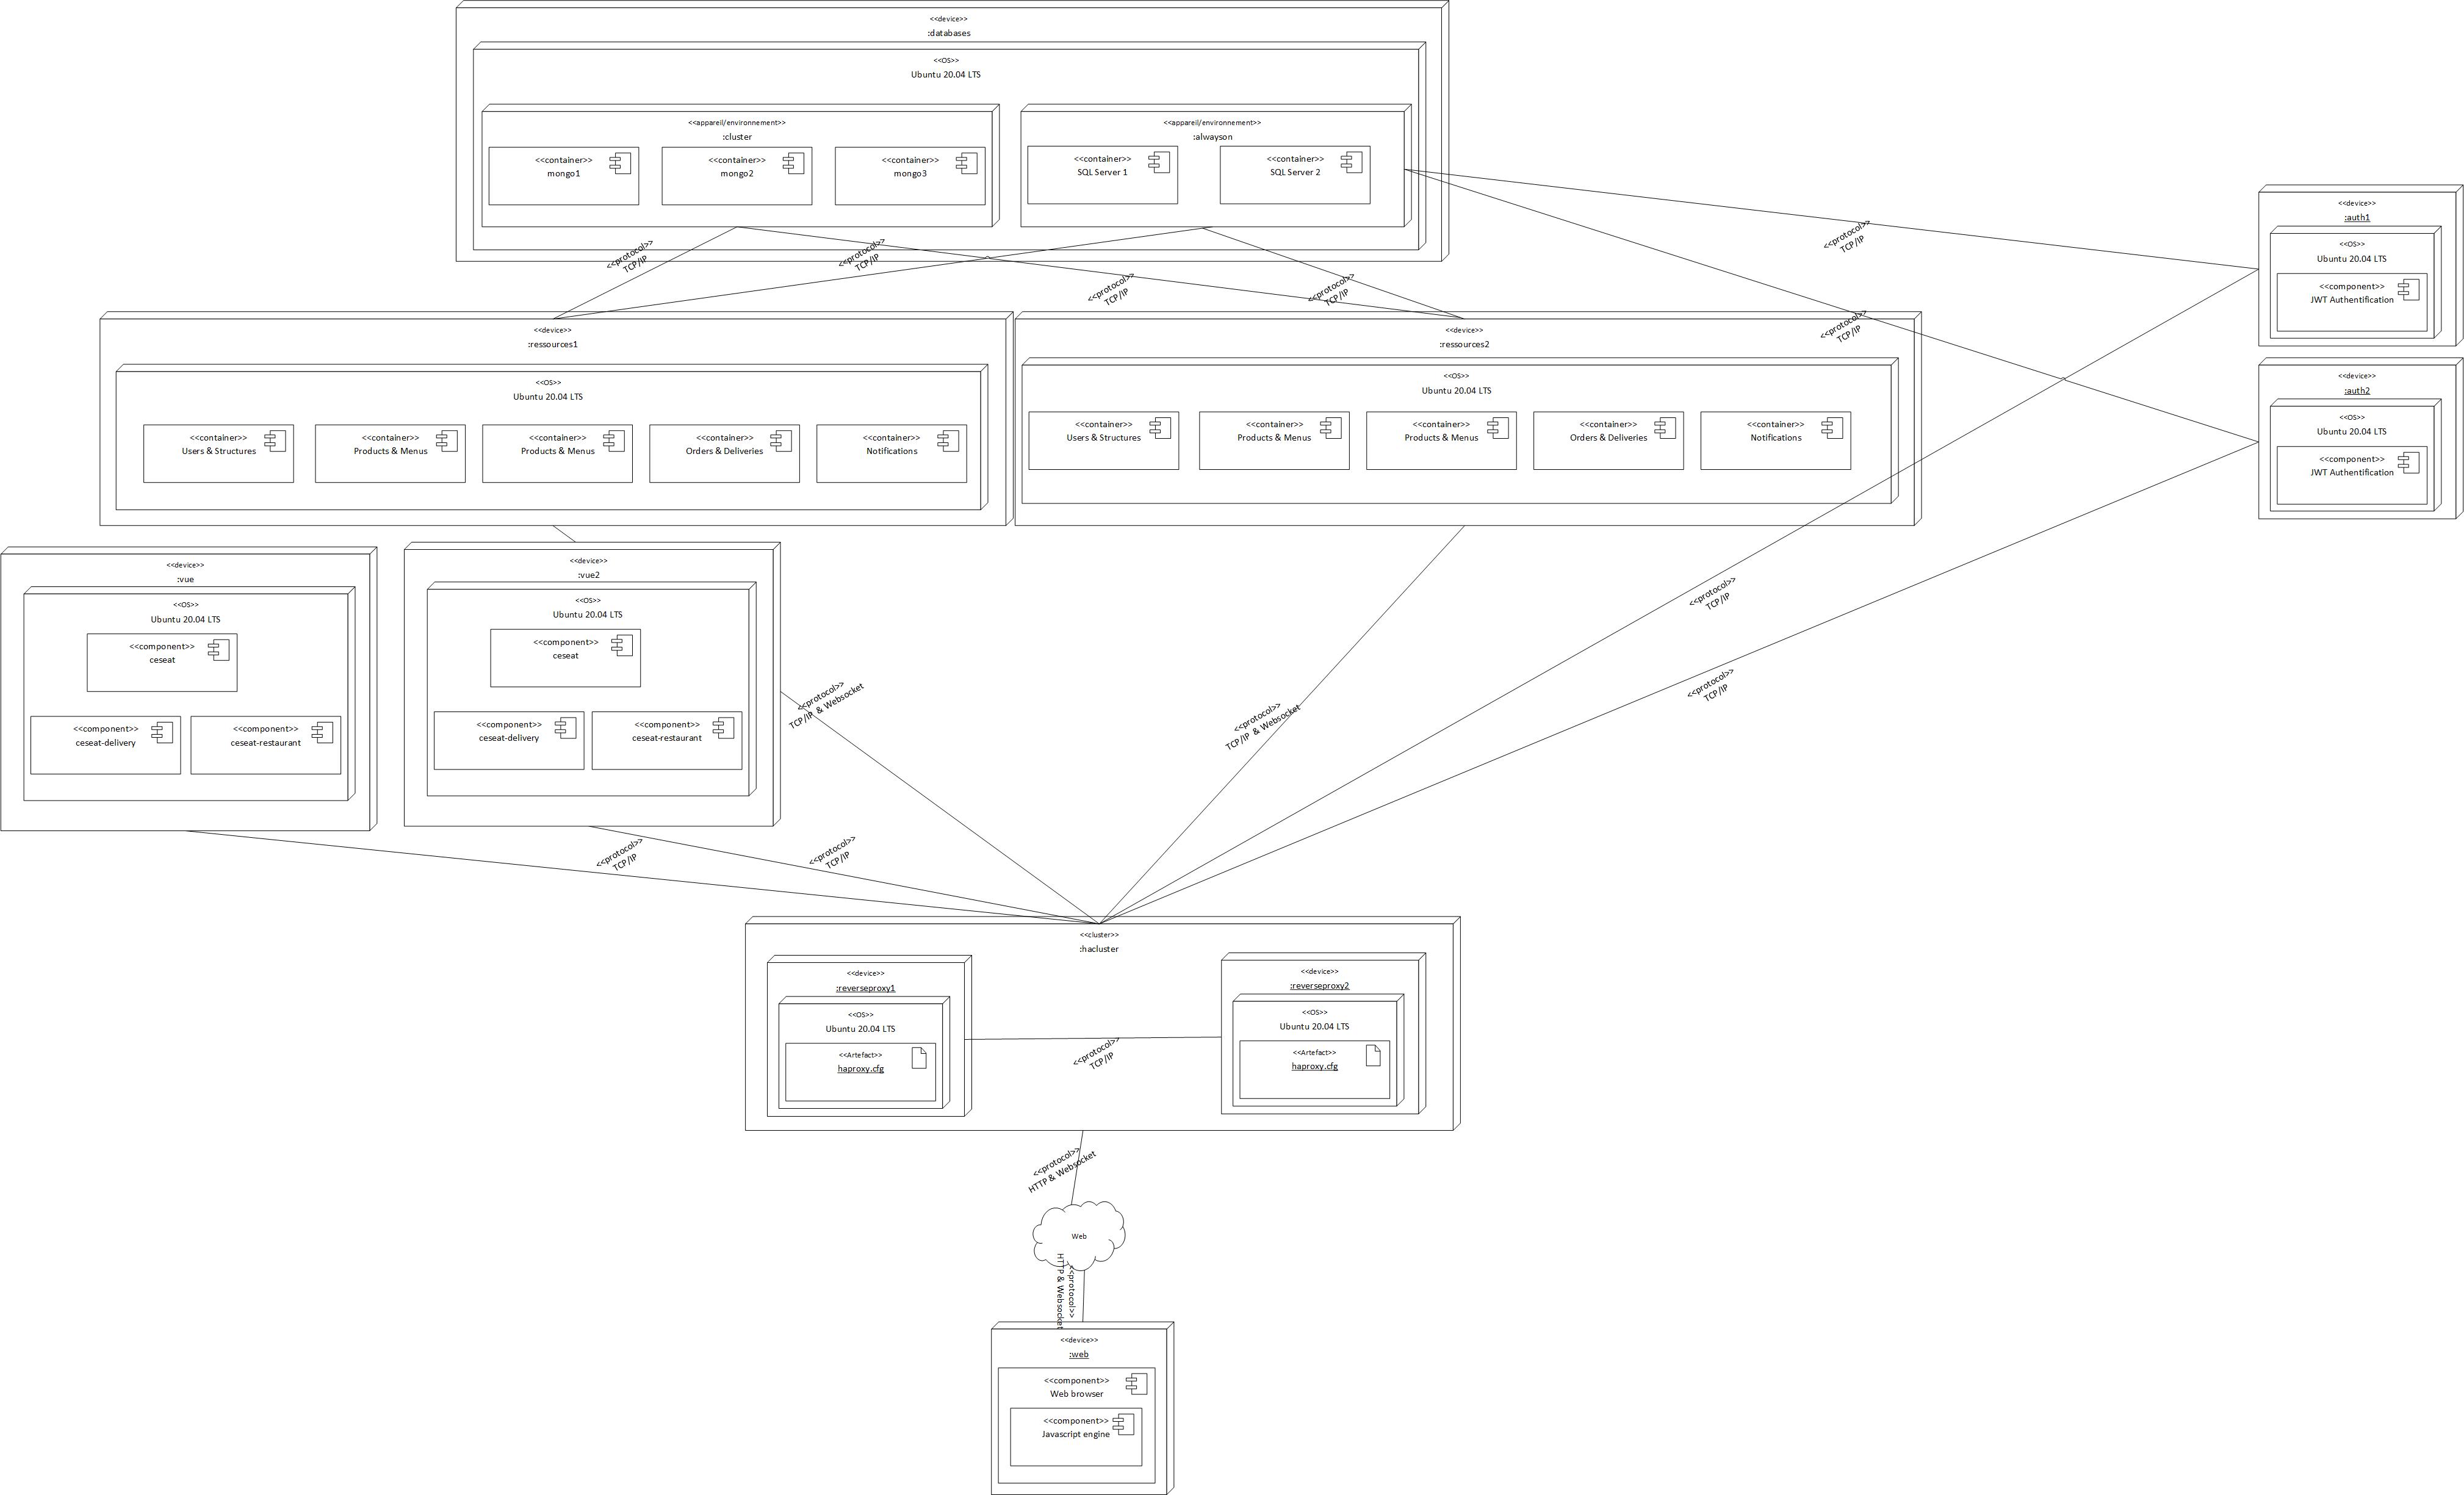 <<device>>
:databases
<<OS>>
Ubuntu 20.04 LTS
<<appareil/environnement>>
:cluster
<<container>>
mongo1
<<container>>
mongo2
<<container>>
mongo3
<<appareil/environnement>>
:alwayson
<<container>>
SQL Server 1
<<container>>
SQL Server 2
<<protocol>>
TCP/IP
<<protocol>>
TCP/IP
<<protocol>>
TCP/IP
<<protocol>>
TCP/IP
<<protocol>>
TCP/IP
<<protocol>>
TCP/IP
<<device>>
:auth1
<<OS>>
Ubuntu 20.04 LTS
<<component>>
JWT Authentification
<<device>>
:auth2
<<OS>>
Ubuntu 20.04 LTS
<<component>>
JWT Authentification
<<device>>
:ressources1
<<OS>>
Ubuntu 20.04 LTS
<<container>>
Users & Structures
<<container>>
Products & Menus
<<container>>
Products & Menus
<<container>>
Orders & Deliveries
<<container>>
Notifications
<<device>>
:ressources2
<<OS>>
Ubuntu 20.04 LTS
<<container>>
Users & Structures
<<container>>
Products & Menus
<<container>>
Products & Menus
<<container>>
Orders & Deliveries
<<container>>
Notifications
<<device>>
:vue
<<OS>>
Ubuntu 20.04 LTS
<<component>>
ceseat
<<component>>
ceseat-delivery
<<component>>
ceseat-restaurant
<<device>>
:vue2
<<OS>>
Ubuntu 20.04 LTS
<<component>>
ceseat
<<component>>
ceseat-delivery
<<component>>
ceseat-restaurant
<<protocol>>
TCP/IP & Websocket
<<protocol>>
TCP/IP & Websocket
<<protocol>>
TCP/IP
<<protocol>>
TCP/IP
<<protocol>>
TCP/IP
<<protocol>>
TCP/IP
<<cluster>>
:hacluster
<<device>>
:reverseproxy1
<<OS>>
Ubuntu 20.04 LTS
<<Artefact>>
haproxy.cfg
<<protocol>>
TCP/IP
<<device>>
:reverseproxy2
<<OS>>
Ubuntu 20.04 LTS
<<Artefact>>
haproxy.cfg
<<protocol>>
HTTP & Websocket
Web
<<protocol>>
HTTP & Websocket
<<device>>
:web
<<component>>
Web browser
<<component>>
Javascript engine